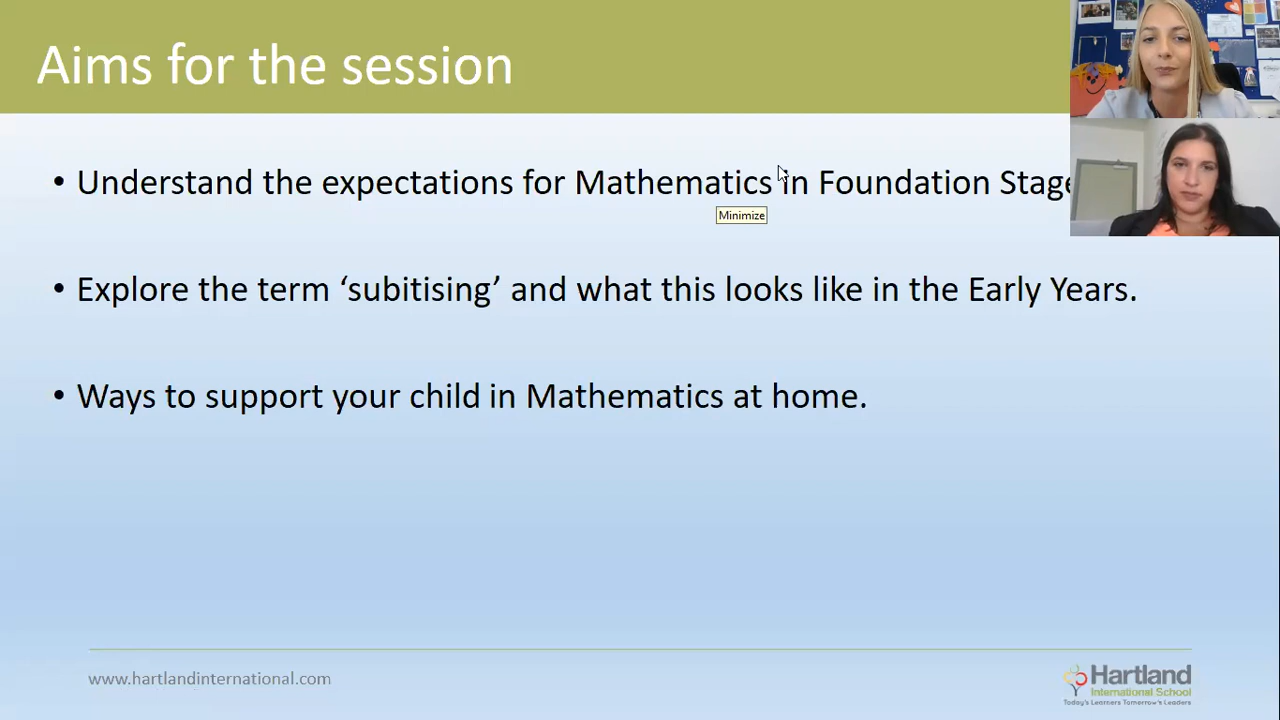 Aims for the session
• Understand the expectations for Mathematics in Foundation Stage
Minimize
• Explore the term ‘subitising’ and what this looks like in the Early Years.
• Ways to support your child in Mathematics at home.
www.hartlandinternational.com
Hartland
International School
Today's Learners Tomorrow's Leaders